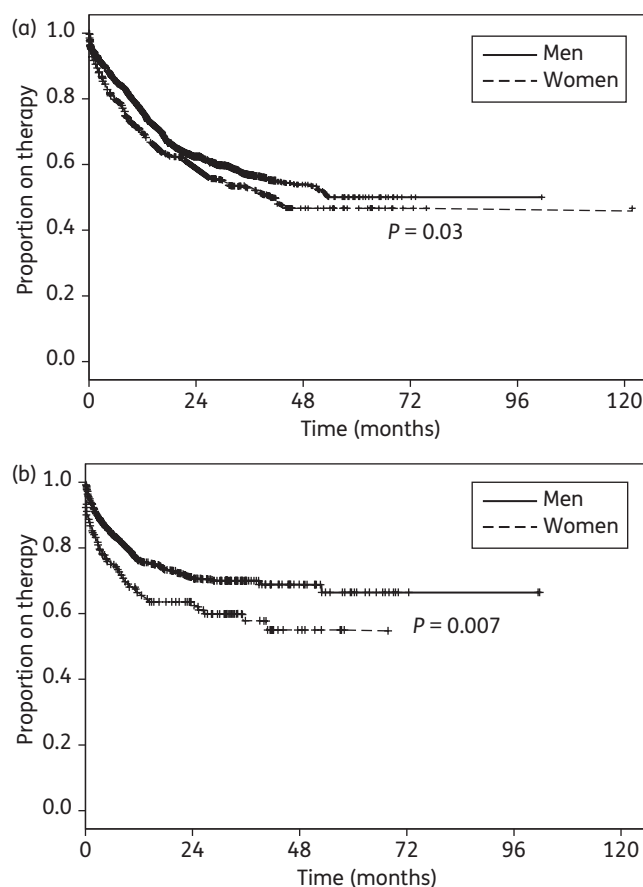 (a)
1.0
0.8
0.6
0.4
0.2
0.0
Proportion on therapy
Men
Women
P = 0.03
0 24 48 72 96 120
Time (months)
(b)
1.0
0.8
0.6
0.4
0.2
0.0
Proportion on therapy
Men
Women
P = 0.007
0 24 48 72 96 120
Time (months)